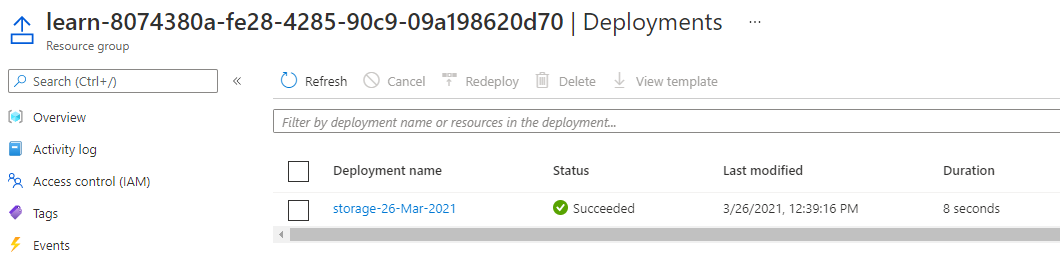 learn-8074380a-fe28-4285-90c9-09a198620d70 | Deployments ...
Resource group
Search (Ctrl+/) «
Refresh Cancel Redeploy Delete View template
Overview
Filter by deployment name or resources in the deployment...
Activity log
Deployment name Status Last modified Duration
Access control (IAM)
Tags
storage-26-Mar-2021 Succeeded 3/26/2021, 12:39:16 PM 8 seconds
Events